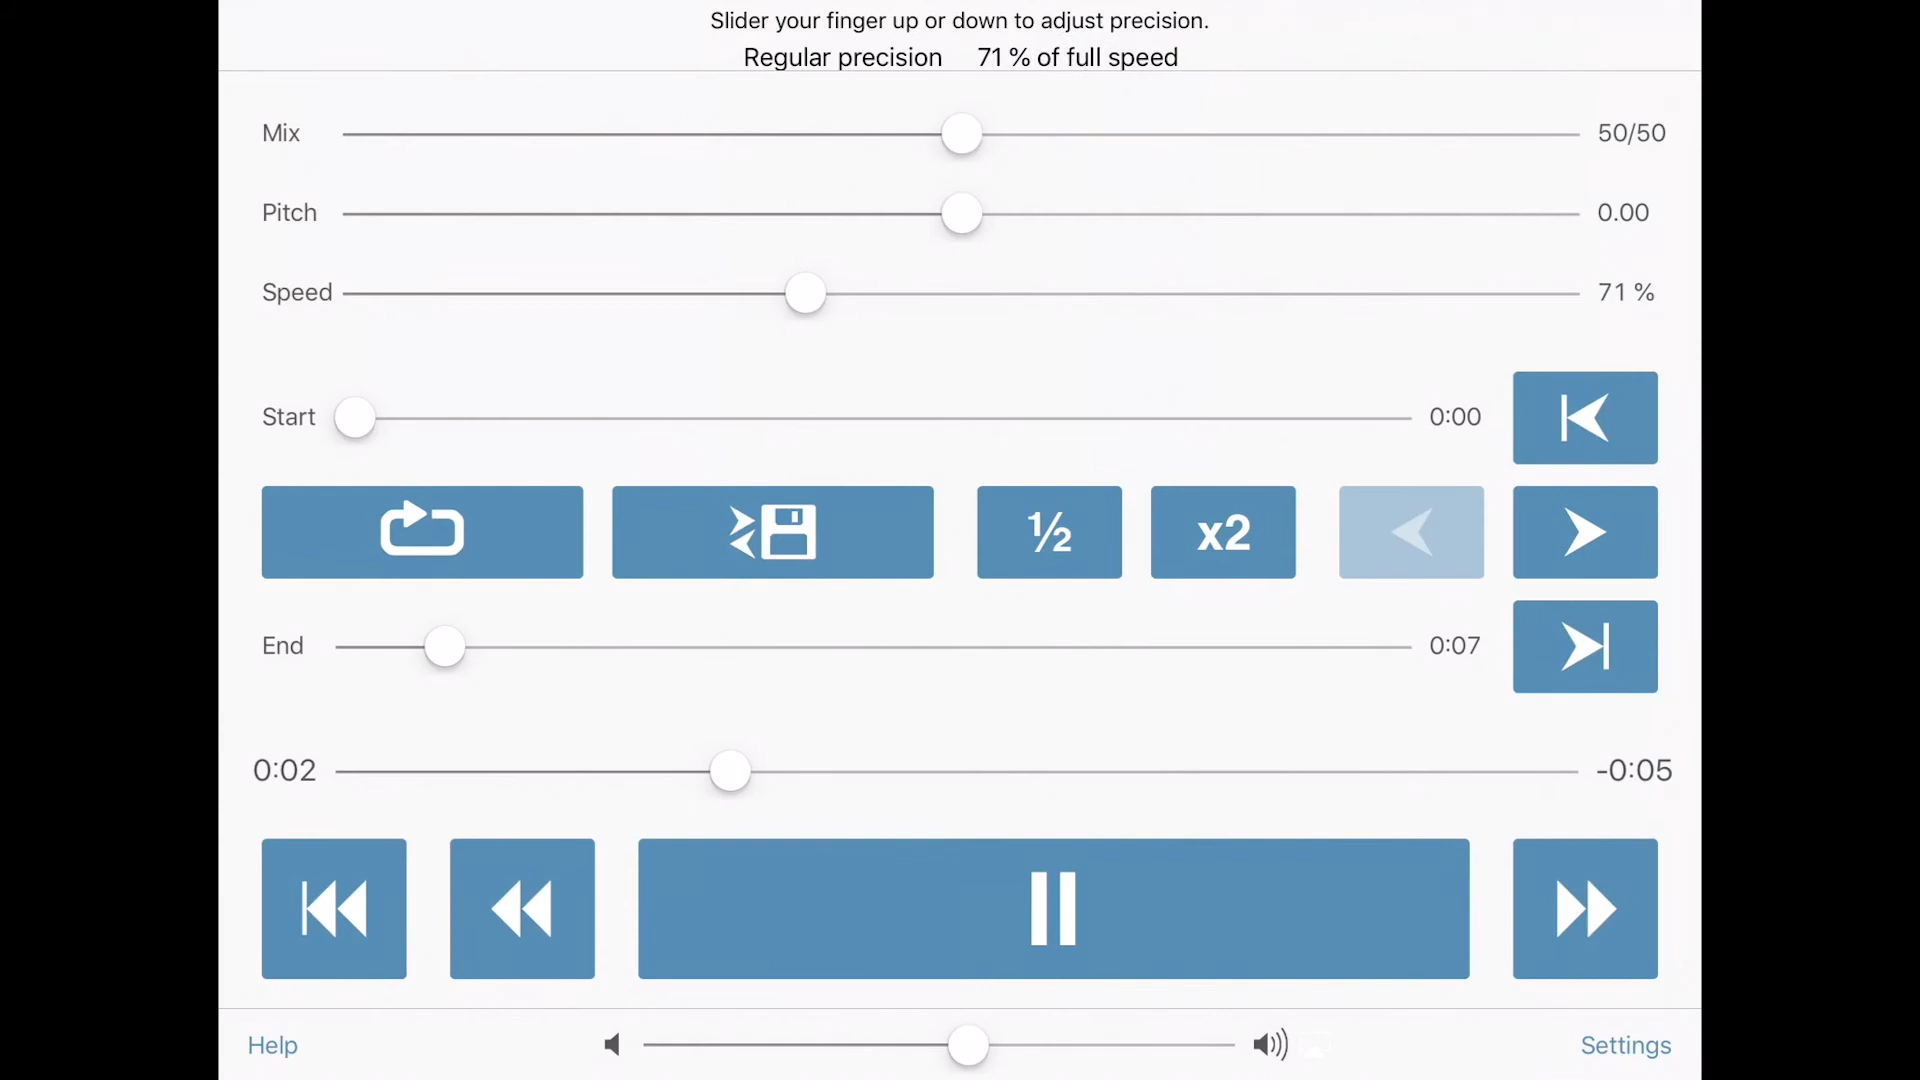 Slider your finger up or down to adjust precision.
Regular precision 71 % of full speed
Mix 50/50
Pitch 0.00
Speed 71 %
Start 0:00
½ x2
End 0:07
0:02 -0:05
Help Settings